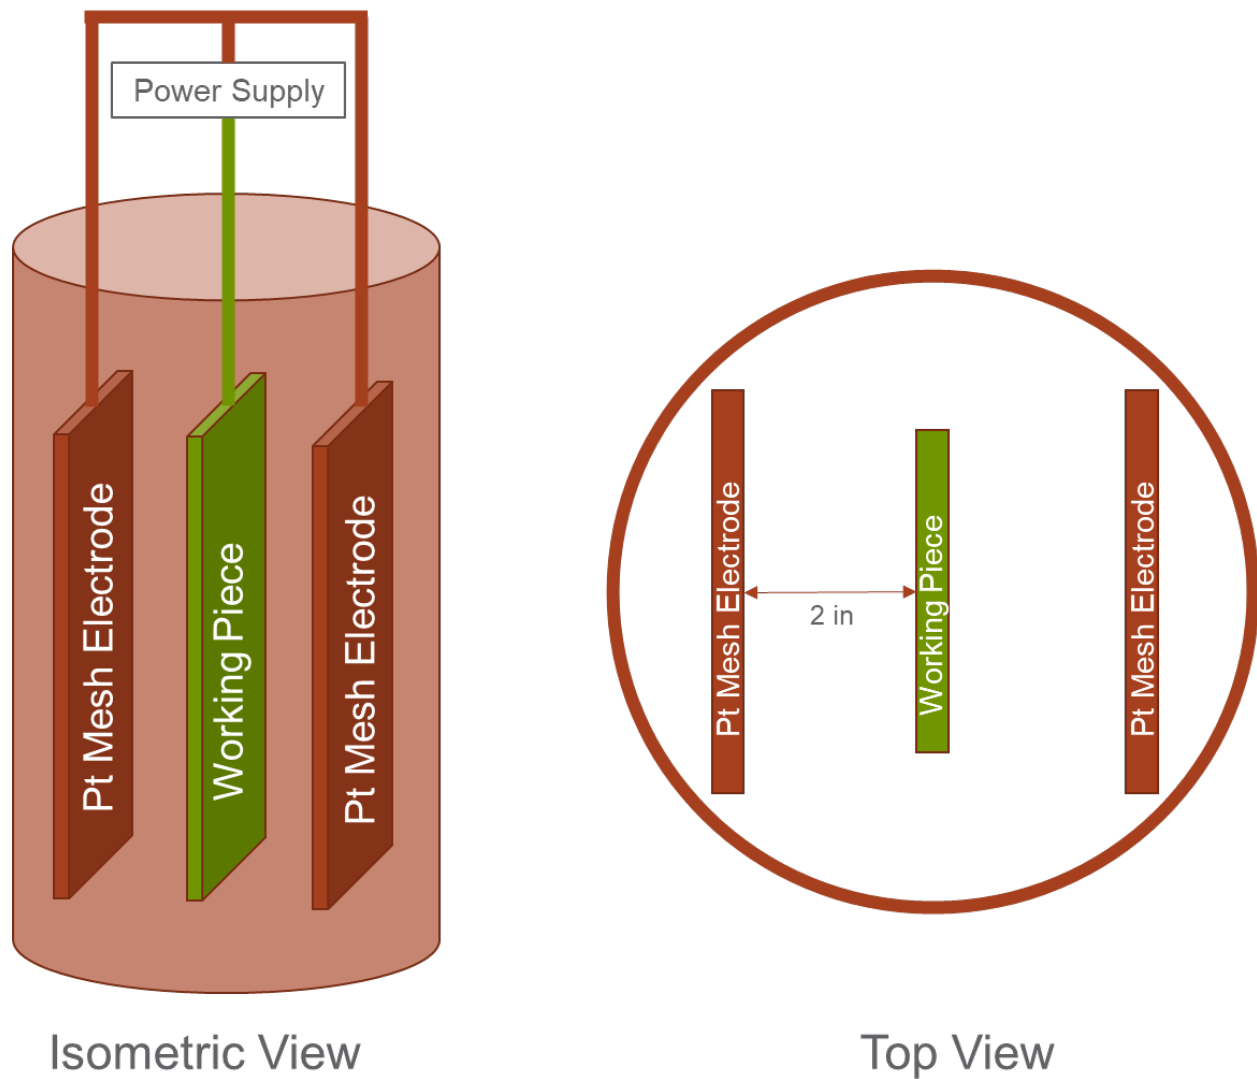 Power Supply
Pt Mesh Electrode
Working Piece
Pt Mesh Electrode
Isometric View
Pt Mesh Electrode
2 in
Working Piece
Pt Mesh Electrode
Top View